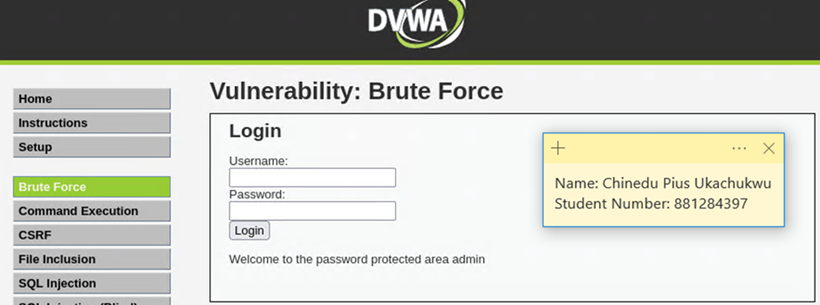 DVWA
Home
Instructions
Setup
Brute Force
Command Execution
CSRF
File Inclusion
SQL Injection
Vulnerability: Brute Force
Login
Username:
Password:
Login
Welcome to the password protected area admin
Name: Chinedu Pius Ukachukwu
Student Number: 881284397